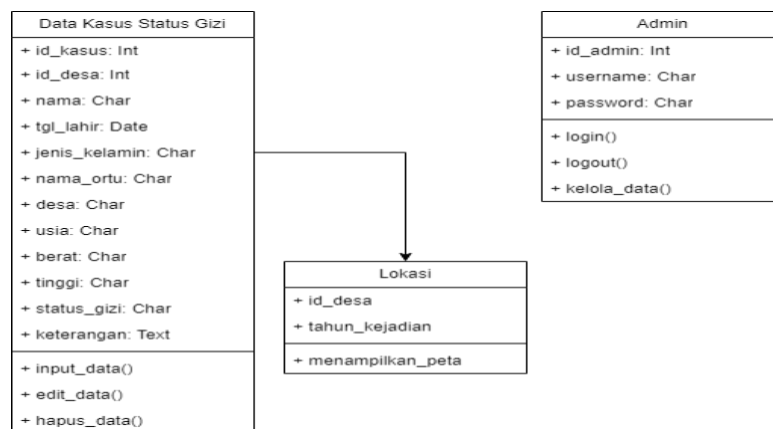 Data Kasus Status Gizi
+ id_kasus: Int
+ id_desa: Int
+ nama: Char
+ tgl_lahir: Date
+ jenis_kelamin: Char
+ nama_ortu: Char
+ desa: Char
+ usia: Char
+ berat: Char
+ tinggi: Char
+ status_gizi: Char
+ keterangan: Text
+ input_data()
+ edit_data()
+ hapus_data()
Lokasi
+ id_desa
+ tahun_kejadian
+ menampilkan_peta
Admin
+ id_admin: Int
+ username: Char
+ password: Char
+ login()
+ logout()
+ kelola_data()